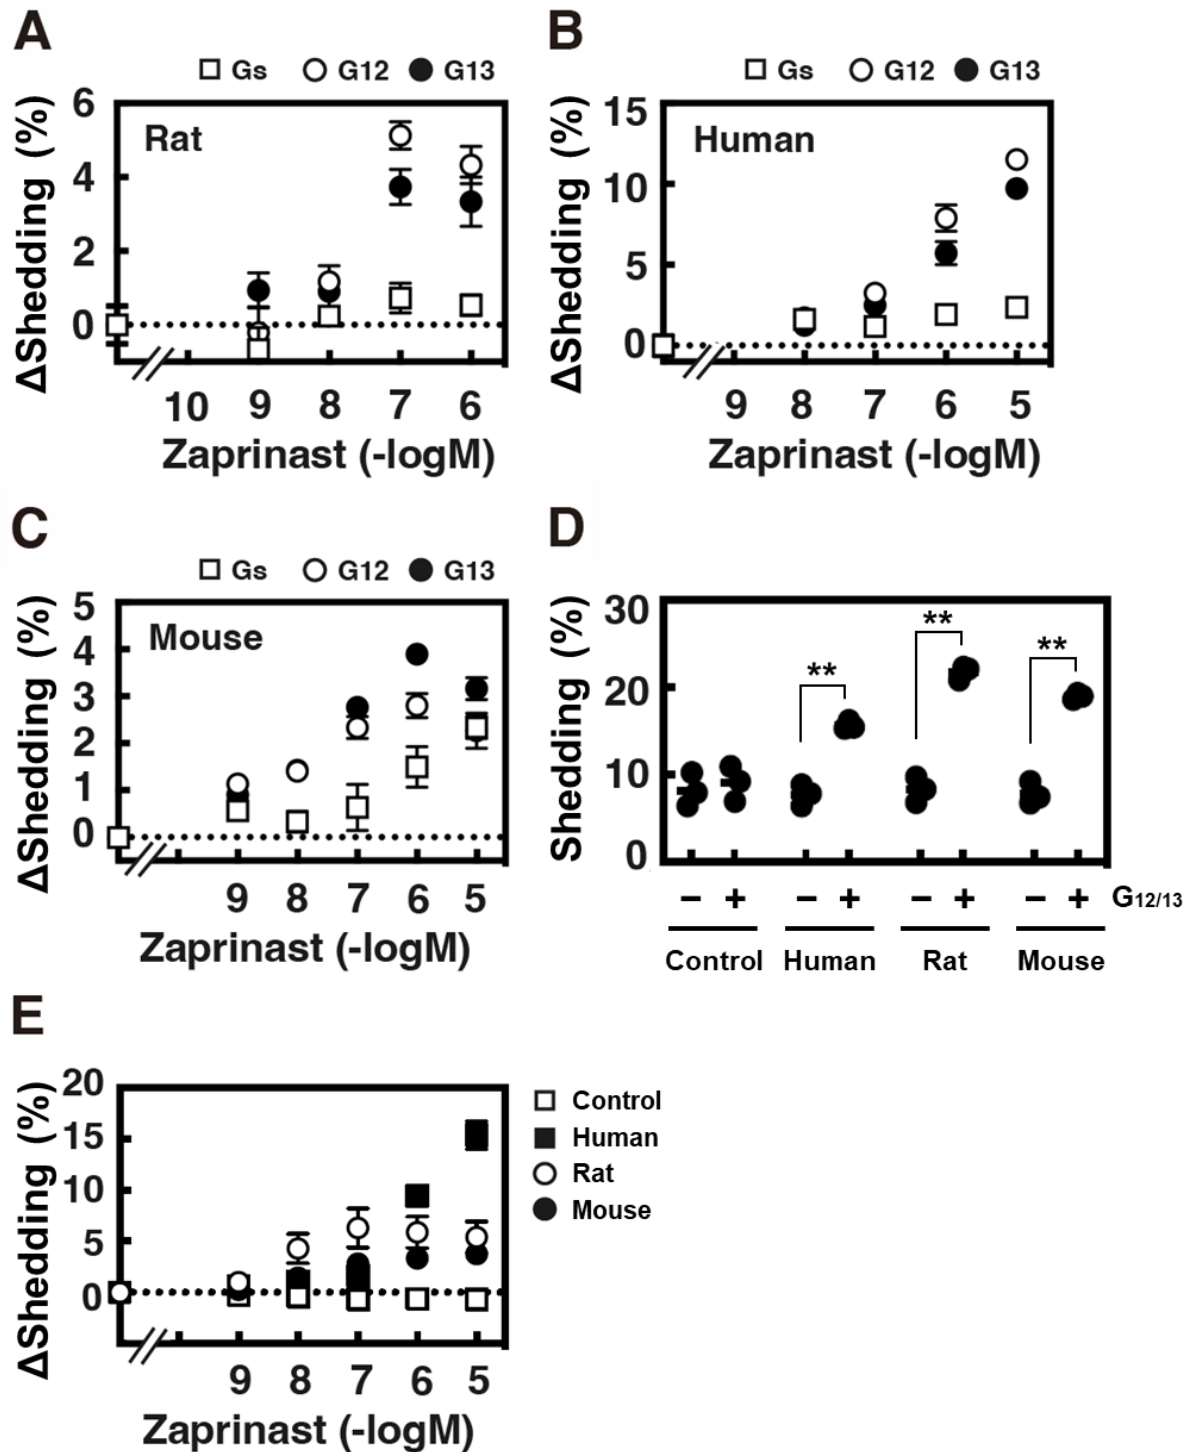 A
Gs G12 G13
ΔShedding (%)
6
4
2
0
Rat
10 9 8 7 6
Zaprinast (-logM)
B
Gs G12 G13
ΔShedding (%)
15
10
5
0
Human
9 8 7 6 5
Zaprinast (-logM)
C
Gs G12 G13
ΔShedding (%)
5
4
3
2
1
0
Mouse
9 8 7 6 5
Zaprinast (-logM)
D
Shedding (%)
30
20
10
0
**
**
**
− + − + − + − + G12/13
Control Human Rat Mouse
E
ΔShedding (%)
20
15
10
5
0
Control
Human
Rat
Mouse
9 8 7 6 5
Zaprinast (-logM)